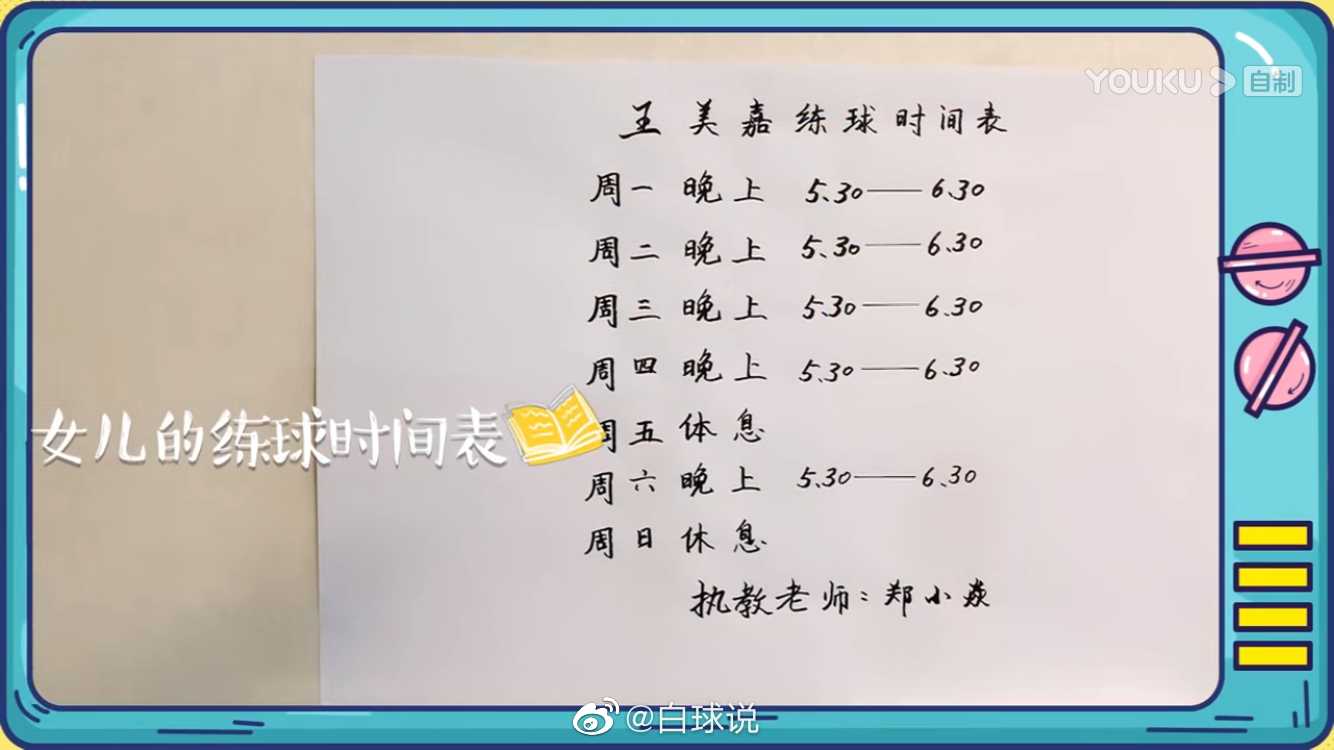 YOUKU 自制
王美嘉练球时间表
周一晚上 5.30——6.30
周二晚上 5.30——6.30
周三晚上 5.30——6.30
周四晚上 5.30——6.30
女儿的练球时间表
周五休息
周六晚上 5.30——6.30
周日休息
执教老师：郑小焱
@白球说